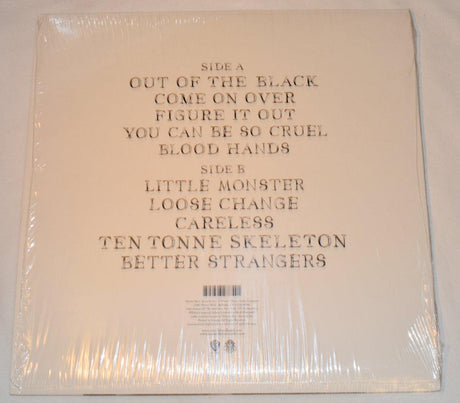 SIDE A
OUT OF THE BLACK
COME ON OVER
FIGURE IT OUT
YOU CAN BE SO CRUEL
BLOOD HANDS
SIDE B
LITTLE MONSTER
LOOSE CHANGE
CARELESS
TEN TONNE SKELETON
BETTER STRANGERS